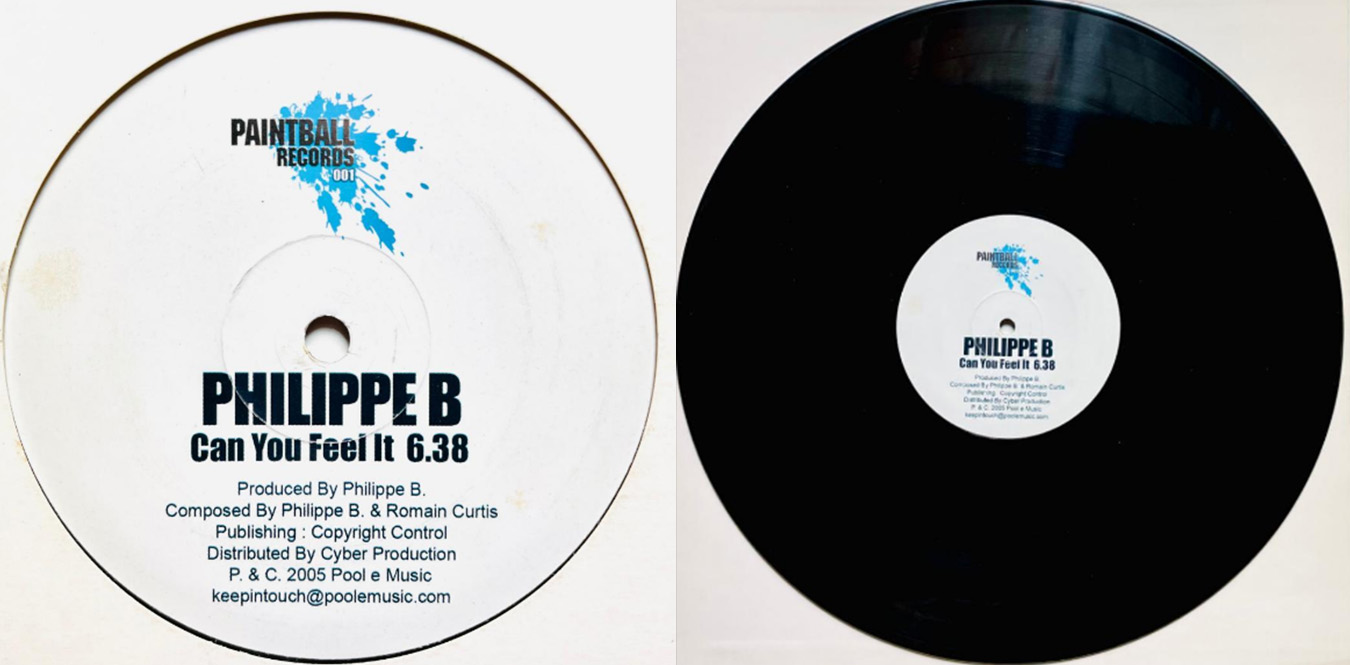 PAINTBALL
RECORDS
001
PHILIPPE B
Can You Feel It 6.38
Produced By Philippe B.
Composed By Philippe B. & Romain Curtis
Publishing : Copyright Control
Distributed By Cyber Production
P. & C. 2005 Pool e Music
keepintouch@poolemusic.com
PAINTBALL
RECORDS
PHILIPPE B
Can You Feel It 6.38
Produced By Philippe B.
Composed By Philippe B. & Romain Curtis
Publishing : Copyright Control
Distributed By Cyber Production
P. & C. 2005 Pool e Music
keepintouch@poolemusic.com